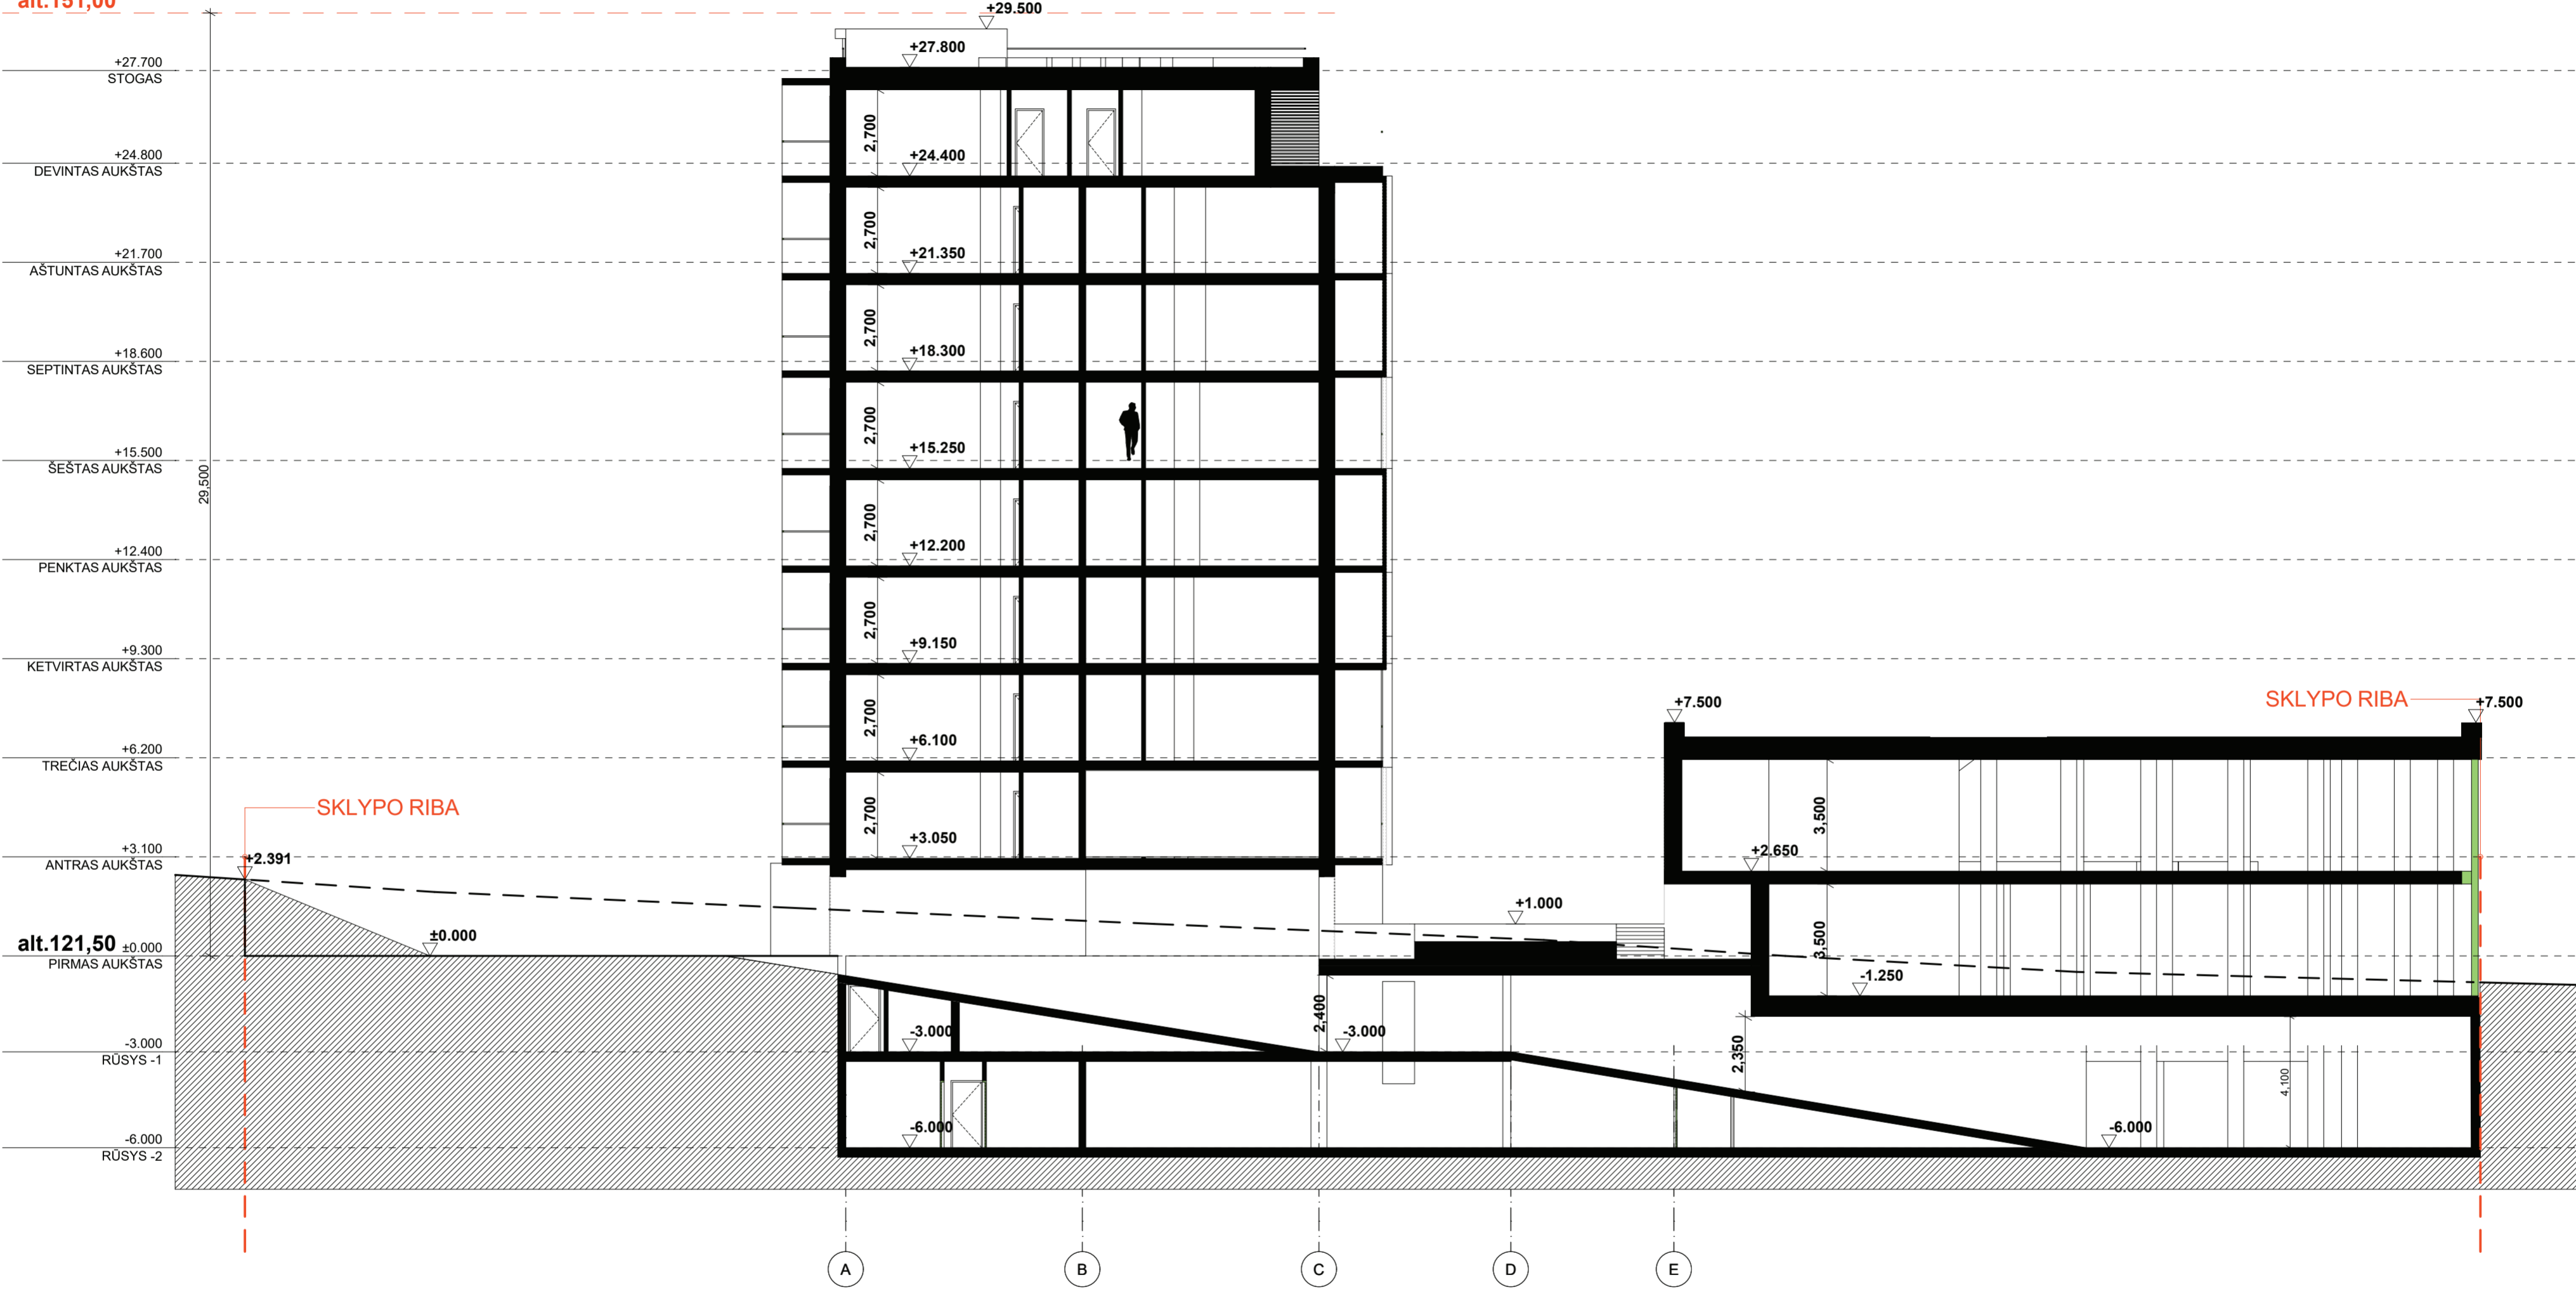 alt.151,00
+29.500
+27.800
+27.700
STOGAS
2,700
+24.800
DEVINTAS AUKŠTAS
+24.400
2,700
+21.700
AŠTUNTAS AUKŠTAS
+21.350
2,700
+18.600
SEPTINTAS AUKŠTAS
+18.300
2,700
+15.500
ŠEŠTAS AUKŠTAS
+15.250
29,500
2,700
+12.400
PENKTAS AUKŠTAS
+12.200
2,700
+9.300
KETVIRTAS AUKŠTAS
+9.150
2,700
SKLYPO RIBA
+7.500
+7.500
+6.200
TREČIAS AUKŠTAS
+6.100
SKLYPO RIBA
2,700
3,500
+3.100
ANTRAS AUKŠTAS
+2.391
+3.050
+2.650
+1.000
alt.121,50 ±0.000
PIRMAS AUKŠTAS
±0.000
3,500
-1.250
2,400
-3.000
RŪSYS -1
-3.000
-3.000
2,350
4,100
-6.000
RŪSYS -2
-6.000
-6.000
A
B
C
D
E